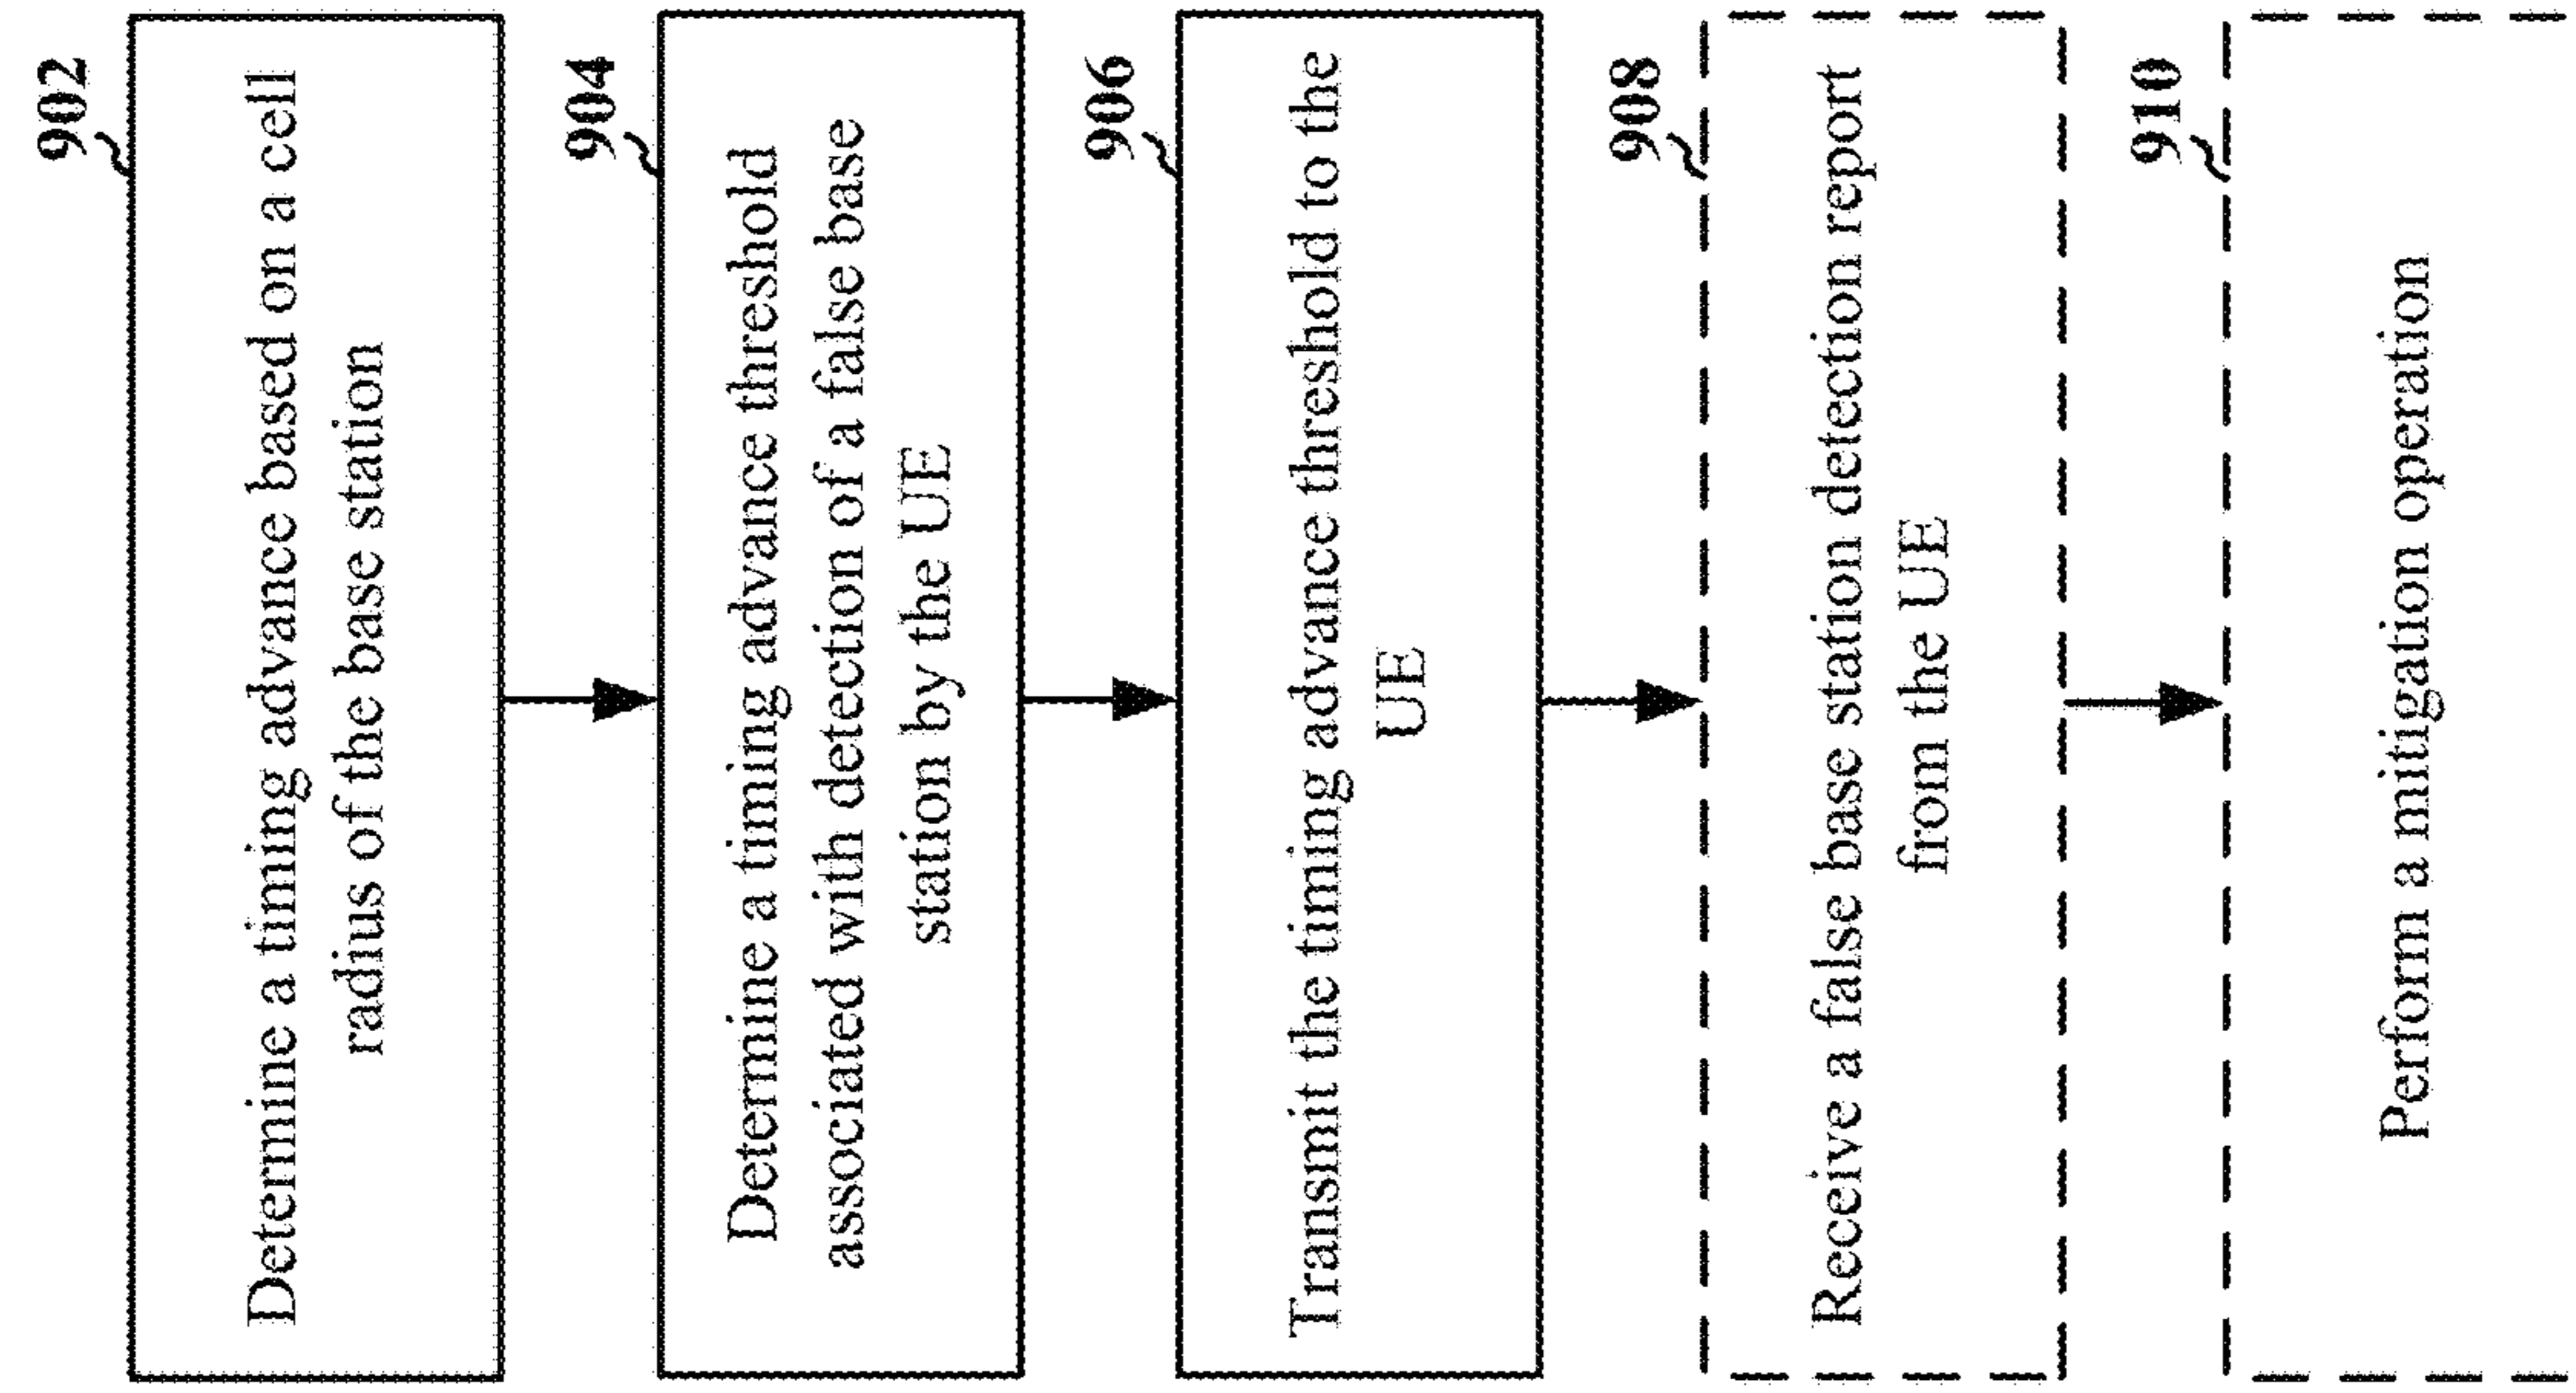 902
Determine a timing advance based on a cell
radius of the base station
904
Determine a timing advance threshold
associated with detection of a false base
station by the UE
906
Transmit the timing advance threshold to the
UE
908
Receive a false base station detection report
from the UE
910
Perform a mitigation operation